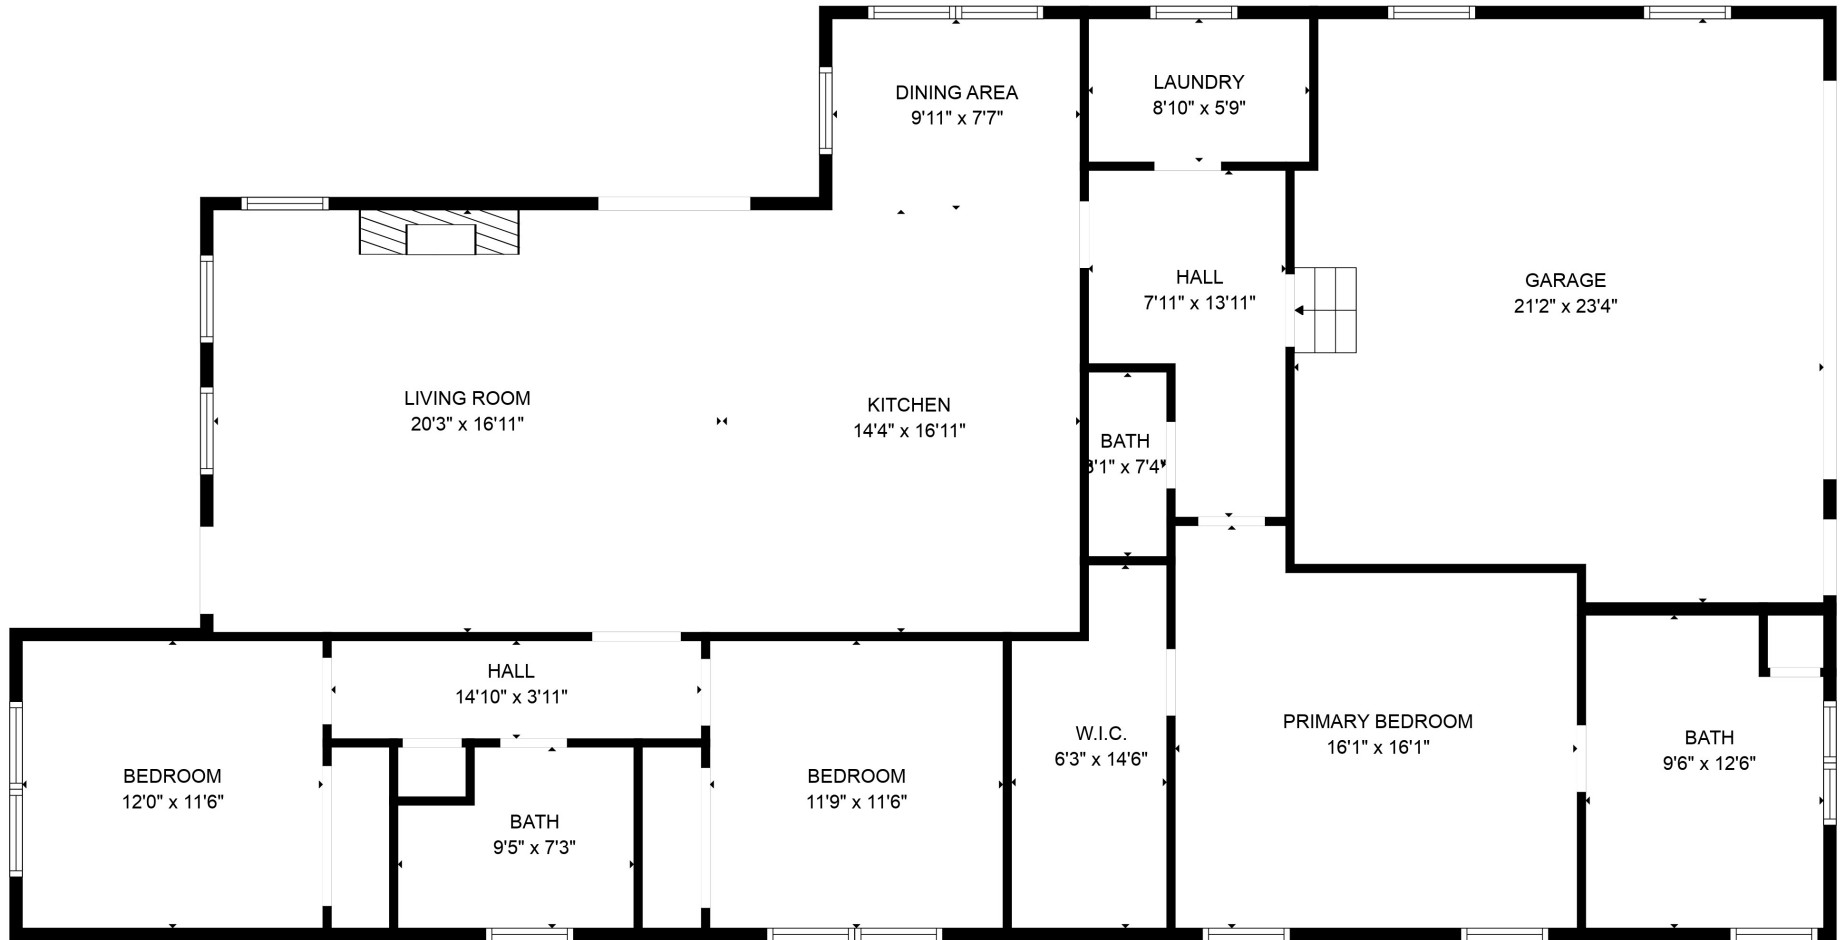 DINING AREA
9'11" x 7'7"
LAUNDRY
8'10" x 5'9"
GARAGE
21'2" x 23'4"
HALL
7'11" x 13'11"
LIVING ROOM
20'3" x 16'11"
KITCHEN
14'4" x 16'11"
BATH
x 7'4"
HALL
14'10" x 3'11"
PRIMARY BEDROOM
16'1" x 16'1"
W.I.C.
6'3" x 14'6"
BATH
9'6" x 12'6"
BEDROOM
12'0" x 11'6"
BEDROOM
11'9" x 11'6"
BATH
9'5" x 7'3"